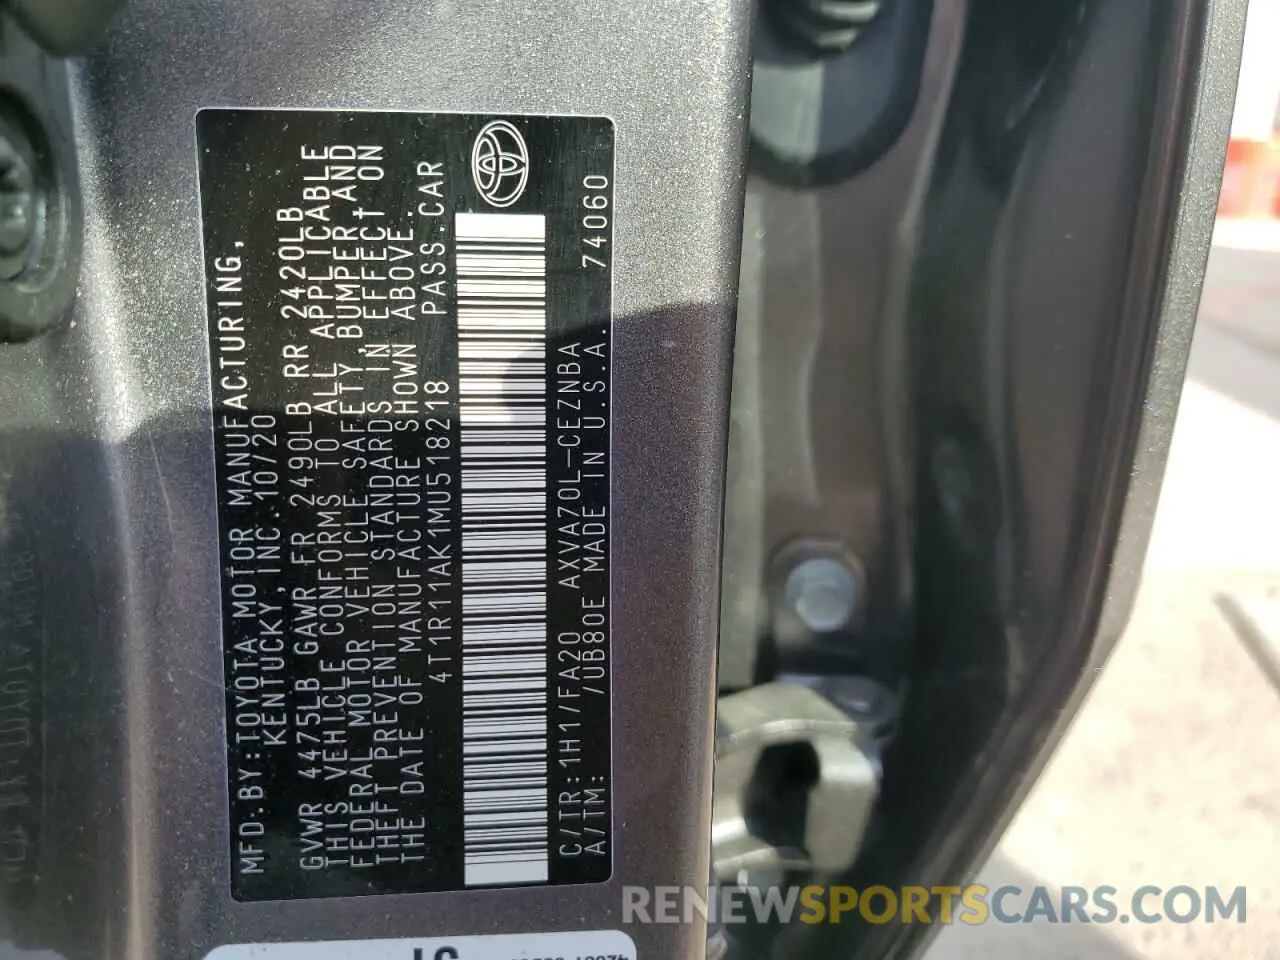 MFD.BY:TOYOTA MOTOR MANUFACTURING,
KENTUCKY,INC.10/20
GVWR 4475LB GAWR FR 2490LB RR 2420LB
THIS VEHICLE CONFORMS TO ALL APPLICABLE
FEDERAL MOTOR VEHICLE SAFETY,BUMPER,AND
THEFT PREVENTION STANDARDS IN EFFECT ON
THE DATE OF MANUFACTURE SHOWN ABOVE.
4T1R11AK1MU518218 PASS.CAR
C/TR:1H1/FA20 AXVA70L-CEZNBA 74060
A/TM: /UB80E MADE IN U.S.A.
RENEWSPORTSCARS.COM